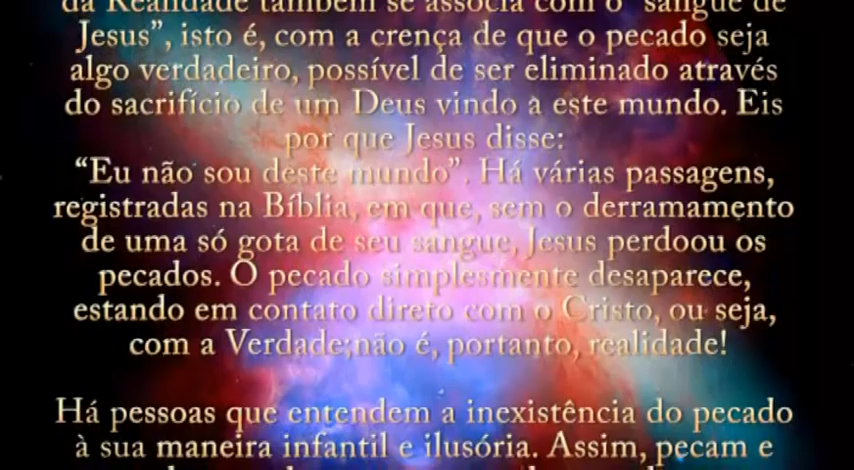 da Realidade também se associa com o "sangue de
Jesus”, isto é, com a crença de que o pecado seja
algo verdadeiro, possível de ser eliminado através
do sacrifício de um Deus vindo a este mundo. Eis
por que Jesus disse:
“Eu não sou deste mundo”. Há várias passagens,
registradas na Bíblia, em que, sem o derramamento
de uma só gota de seu sangue, Jesus perdoou os
pecados. O pecado simplesmente desaparece,
estando em contato direto com o Cristo, ou seja,
com a Verdade;não é, portanto, realidade!
Há pessoas que entendem a inexistência do pecado
à sua maneira infantil e ilusória. Assim, pecam e